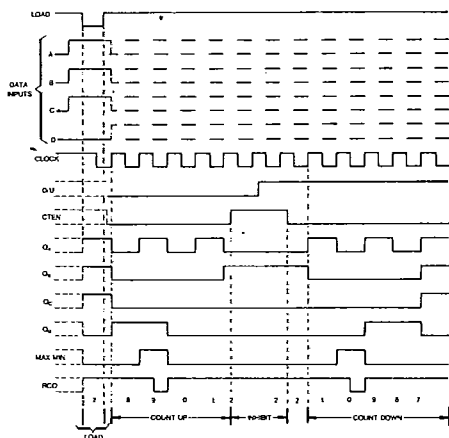 LOAD
A
B
DATA
INPUTS
C
D
CLOCK
D/U
CTEN
QA
QB
QC
QD
MAX MIN
RCO
7 8 9 0 1 2 2 2 1 0 9 8 7
COUNT UP INHIBIT COUNT DOWN
LOAD